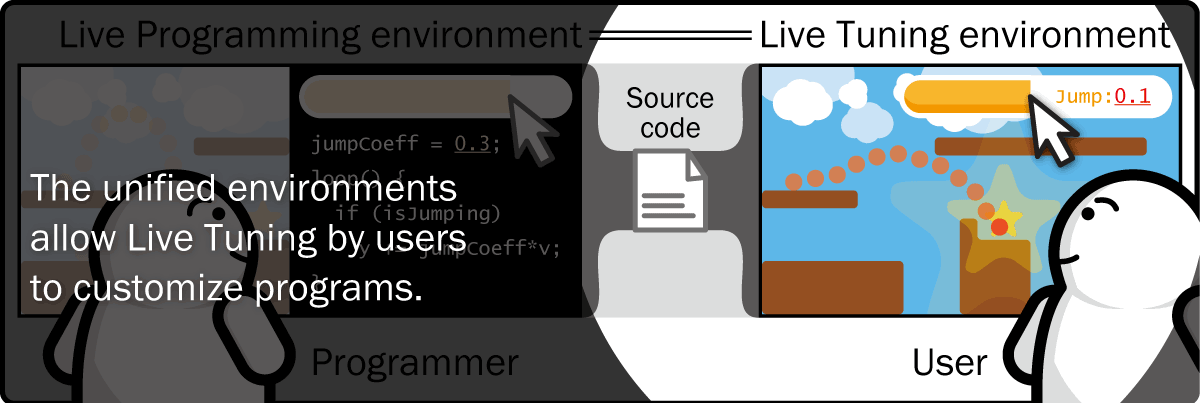 Live Programming environment
Live Tuning environment
jumpCoeff = 0.3;
loop() {
if (isJumping)
y += jumpCoeff*v;
}
The unified environments
allow Live Tuning by users
to customize programs.
Source
code
Jump:0.1
Programmer
User